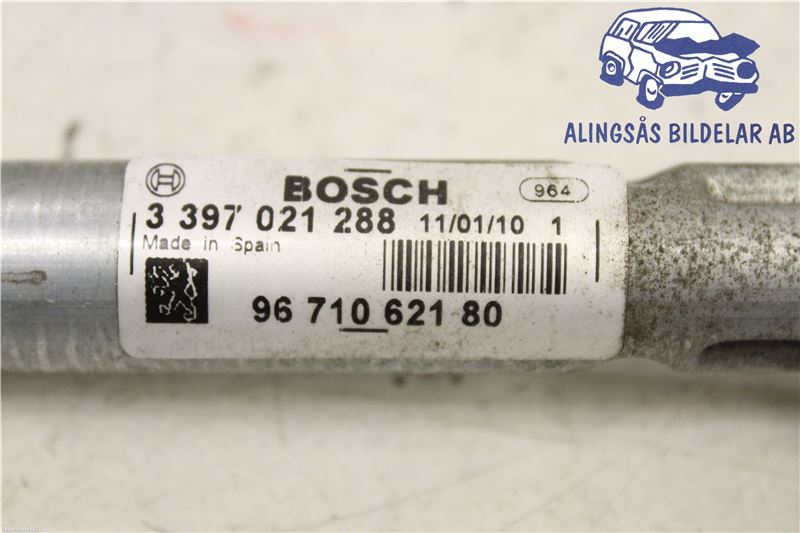 ALINGSÅS BILDELAR AB
BOSCH
964
3 397 021 288 11/01/10 1
Made in Spain
96 710 621 80